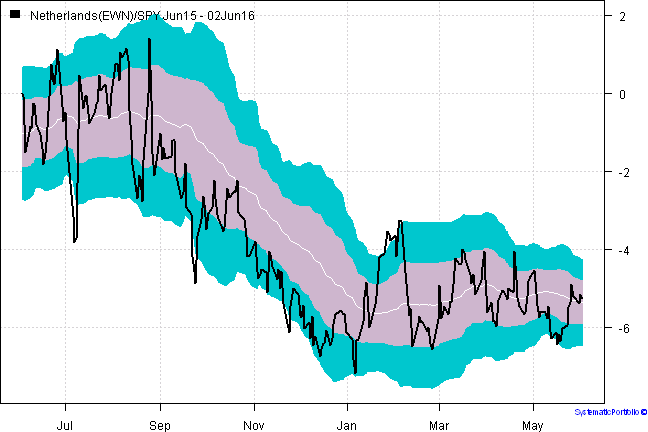 Netherlands(EWN)/SPY Jun15 - 02Jun16
2
0
-2
-4
-6
Jul Sep Nov Jan Mar May
SystematicPortfolio ©